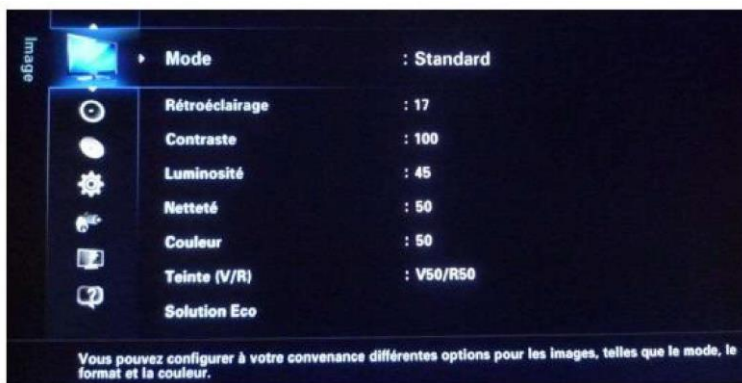 Image
Mode : Standard
Rétroéclairage : 17
Contraste : 100
Luminosité : 45
Netteté : 50
Couleur : 50
Teinte (V/R) : V50/R50
Solution Eco
Vous pouvez configurer à votre convenance différentes options pour les images, telles que le mode, le
format et la couleur.